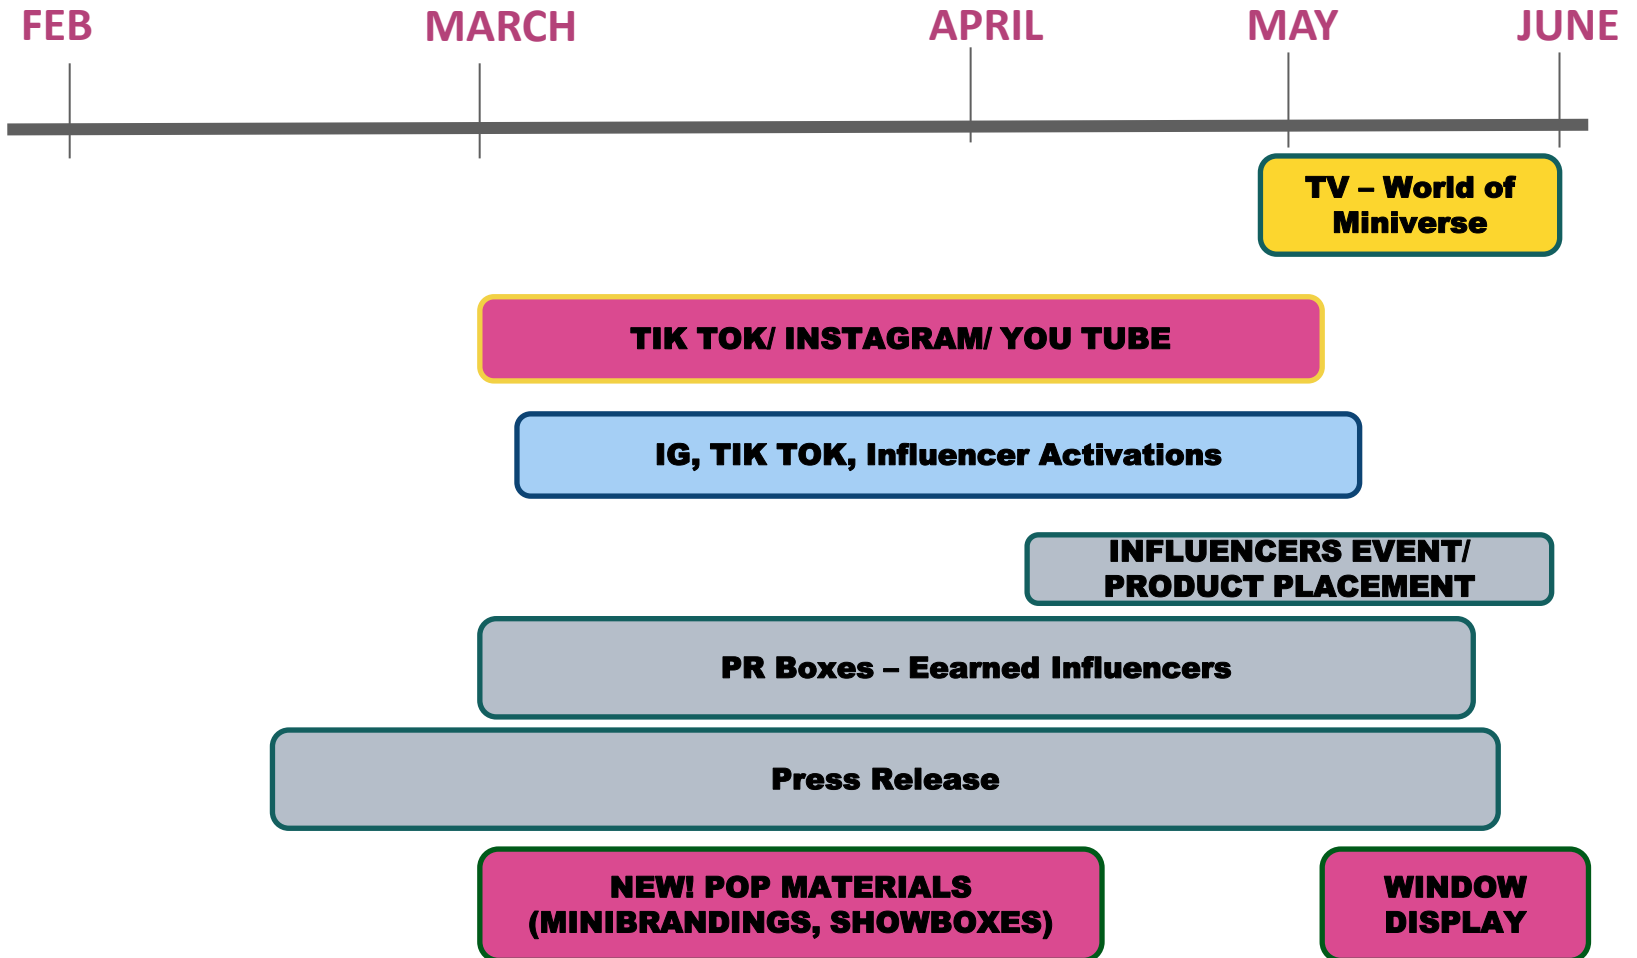 FEB
MARCH
APRIL
MAY
JUNE
TV – World of
Miniverse
TIK TOK/ INSTAGRAM/ YOU TUBE
IG, TIK TOK, Influencer Activations
INFLUENCERS EVENT/
PRODUCT PLACEMENT
PR Boxes – Eearned Influencers
Press Release
NEW! POP MATERIALS
(MINIBRANDINGS, SHOWBOXES)
WINDOW
DISPLAY